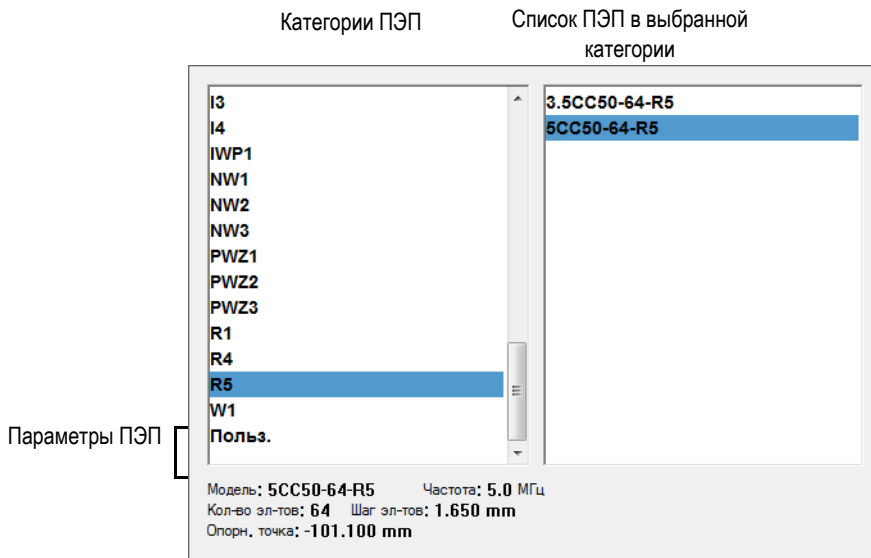 Категории ПЭП
Список ПЭП в выбранной
категории
I3
I4
IWP1
NW1
NW2
NW3
PWZ1
PWZ2
PWZ3
R1
R4
R5
W1
Польз.
3.5CC50-64-R5
5CC50-64-R5
Параметры ПЭП
Модель: 5CC50-64-R5 Частота: 5.0 МГц
Кол-во эл-тов: 64 Шаг эл-тов: 1.650 mm
Опорн. точка: -101.100 mm